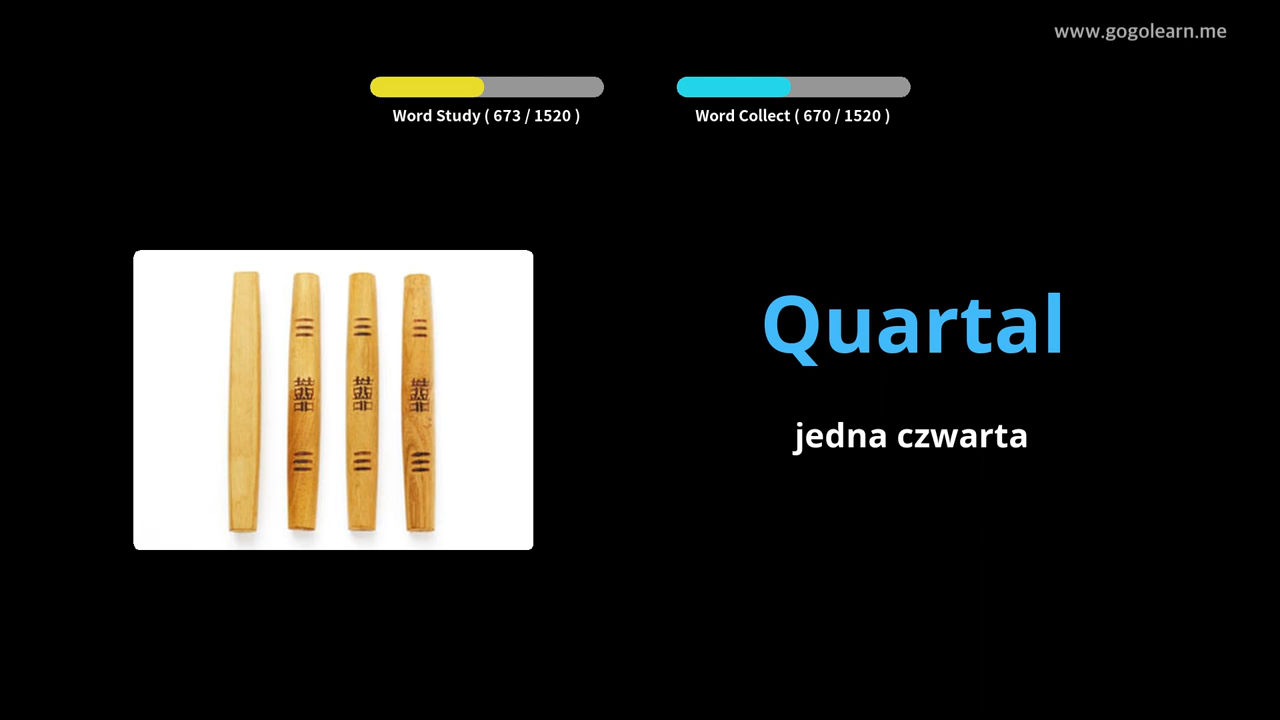 www.gogolearn.me
Word Study ( 673 / 1520 )
Word Collect ( 670 / 1520 )
Quartal
jedna czwarta